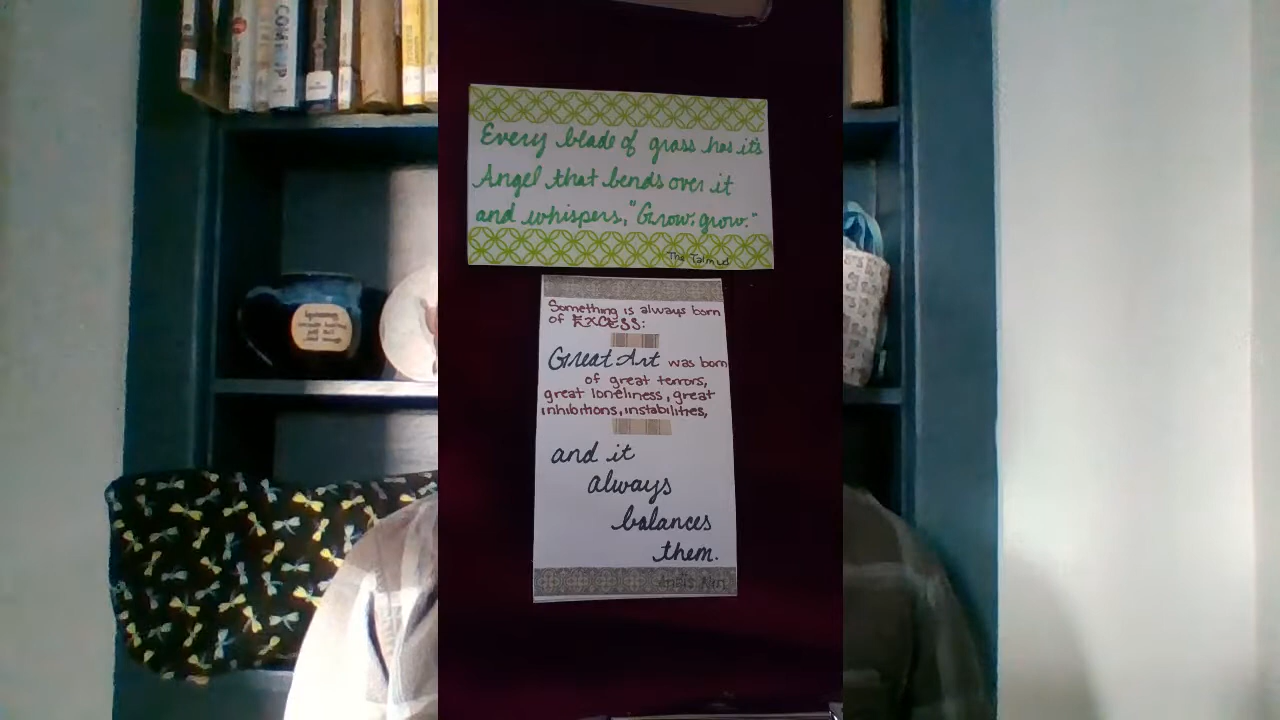 COMP
Every blade of grass has it's
Angel that bends over it
and whispers, "Grow, grow."
The Talmud
Something is always born
of EXCESS:
Great Art was born
of great terrors,
great loneliness, great
inhibitions, instabilities,
and it
always
balances
them.
Anaïs Nin